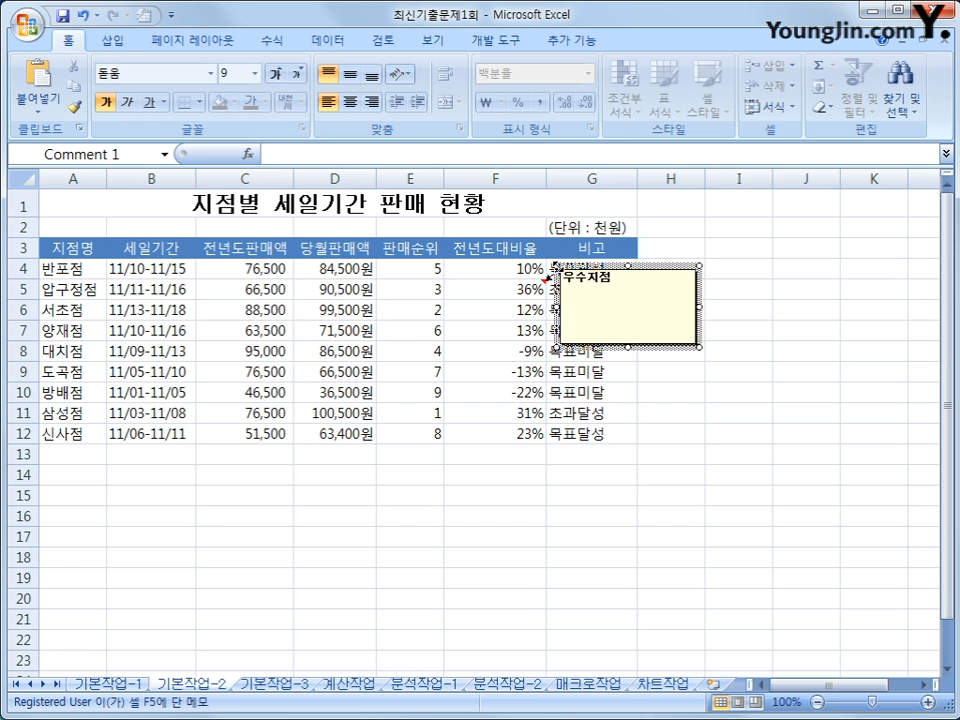 최신기출문제1회 - Microsoft Excel
YoungJin.com Y.
홈 삽입 페이지 레이아웃 수식 데이터 검토 보기 개발 도구 추가 기능
붙여넣기
돋움 9
가 가 가
백분율
조건부 서식 표 서식 셀 스타일
삽입 삭제 서식
정렬 및 필터 찾기 및 선택
클립보드 글꼴 맞춤 표시 형식 스타일 셀 편집
Comment 1 fx
A B C D E F G H I J K
1 지점별 세일기간 판매 현황
2 (단위 : 천원)
3 지점명 세일기간 전년도판매액 당월판매액 판매순위 전년도대비율 비고
4 반포점 11/10-11/15 76,500 84,500원 5 10%
우수지점
5 압구정점 11/11-11/16 66,500 90,500원 3 36%
6 서초점 11/13-11/18 88,500 99,500원 2 12%
7 양재점 11/10-11/16 63,500 71,500원 6 13%
8 대치점 11/09-11/13 95,000 86,500원 4 -9% 목표미달
9 도곡점 11/05-11/10 76,500 66,500원 7 -13% 목표미달
10 방배점 11/01-11/05 46,500 36,500원 9 -22% 목표미달
11 삼성점 11/03-11/08 76,500 100,500원 1 31% 초과달성
12 신사점 11/06-11/11 51,500 63,400원 8 23% 목표달성
13
14
15
16
17
18
19
20
21
22
23
기본작업-1 기본작업-2 기본작업-3 계산작업 분석작업-1 분석작업-2 매크로작업 차트작업
Registered User 이(가) 셀 F5에 단 메모 100%